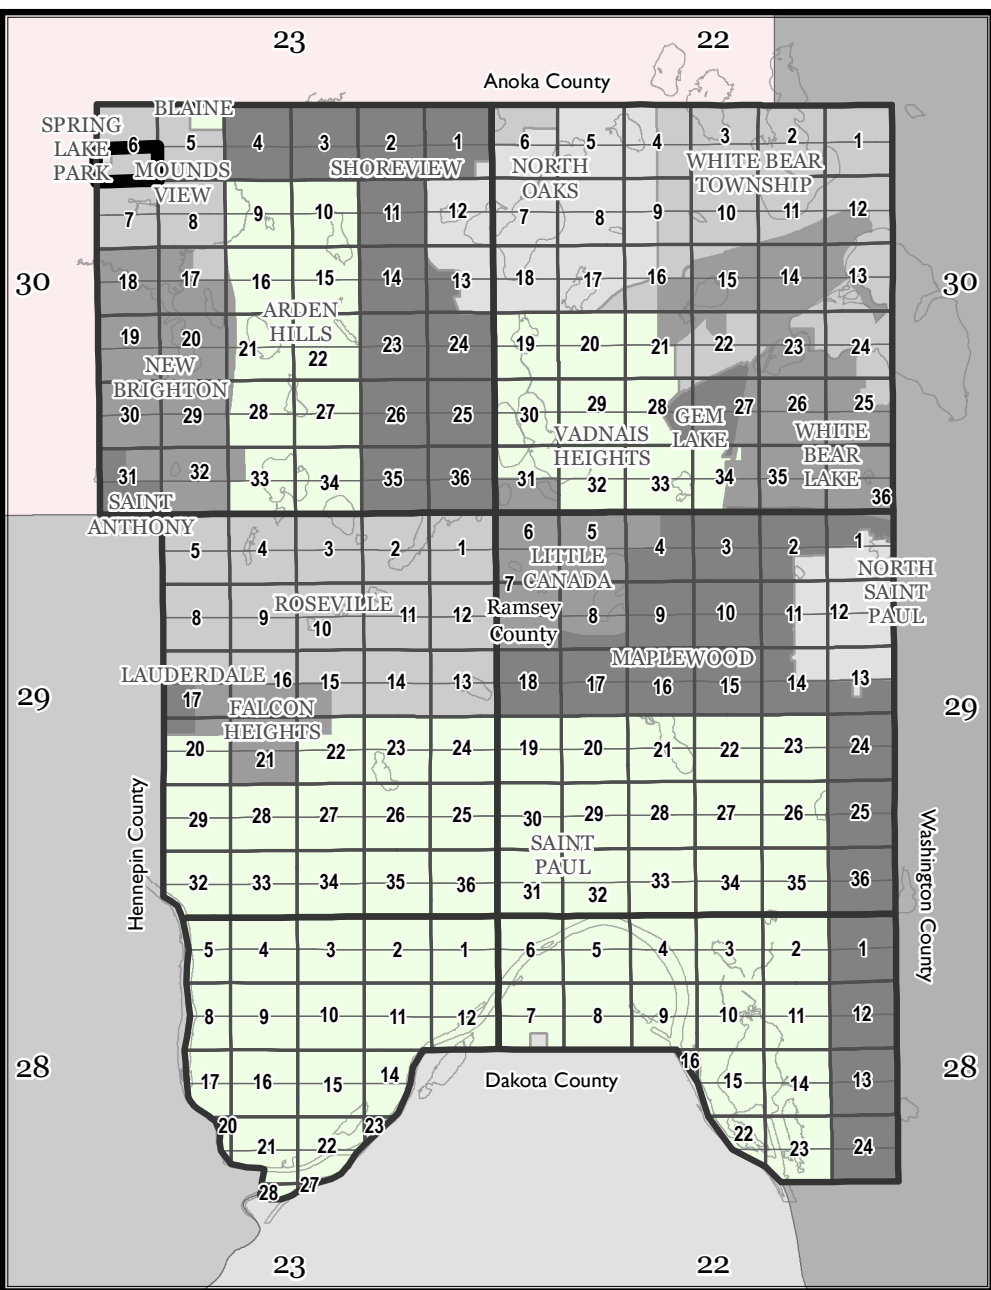 23 22
Anoka County
BLAINE
SPRING
LAKE
PARK
6 5 4 3 2 1 6 5 4 3 2 1
MOUNDS
VIEW
SHOREVIEW
NORTH
OAKS
WHITE BEAR
TOWNSHIP
7 8 9 10 11 12 7 8 9 10 11 12
30 18 17 16 15 14 13 18 17 16 15 14 13 30
ARDEN
HILLS
19 20 21 22 23 24 19 20 21 22 23 24
NEW
BRIGHTON
30 29 28 27 26 25 30 29 28 27 26 25
VADNAIS
HEIGHTS
GEM
LAKE
WHITE
BEAR
LAKE
31 32 33 34 35 36 31 32 33 34 35 36
SAINT
ANTHONY
5 4 3 2 1 6 5 4 3 2 1
LITTLE
CANADA
NORTH
SAINT
PAUL
8 9 10 11 12 7 8 9 10 11 12
ROSEVILLE
Ramsey
County
MAPLEWOOD
LAUDERDALE
29 17 16 15 14 13 18 17 16 15 14 13 29
FALCON
HEIGHTS
20 21 22 23 24 19 20 21 22 23 24
29 28 27 26 25 30 29 28 27 26 25
Hennepin County
SAINT
PAUL
Washington County
32 33 34 35 36 31 32 33 34 35 36
5 4 3 2 1 6 5 4 3 2 1
8 9 10 11 12 7 8 9 10 11 12
28 17 16 15 14 16 15 14 13 28
Dakota County
20 21 22 23 22 23 24
28 27
23 22